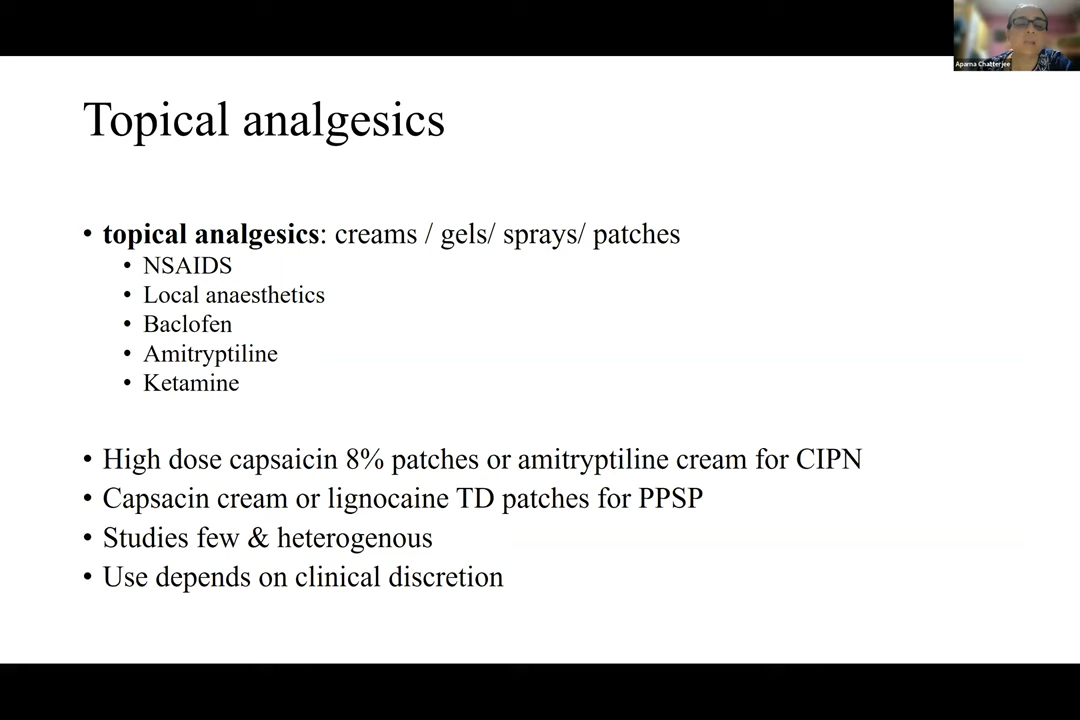 Aparna Chatterjee
Topical analgesics
• topical analgesics: creams / gels/ sprays/ patches
• NSAIDS
• Local anaesthetics
• Baclofen
• Amitryptiline
• Ketamine
• High dose capsaicin 8% patches or amitryptiline cream for CIPN
• Capsacin cream or lignocaine TD patches for PPSP
• Studies few & heterogenous
• Use depends on clinical discretion